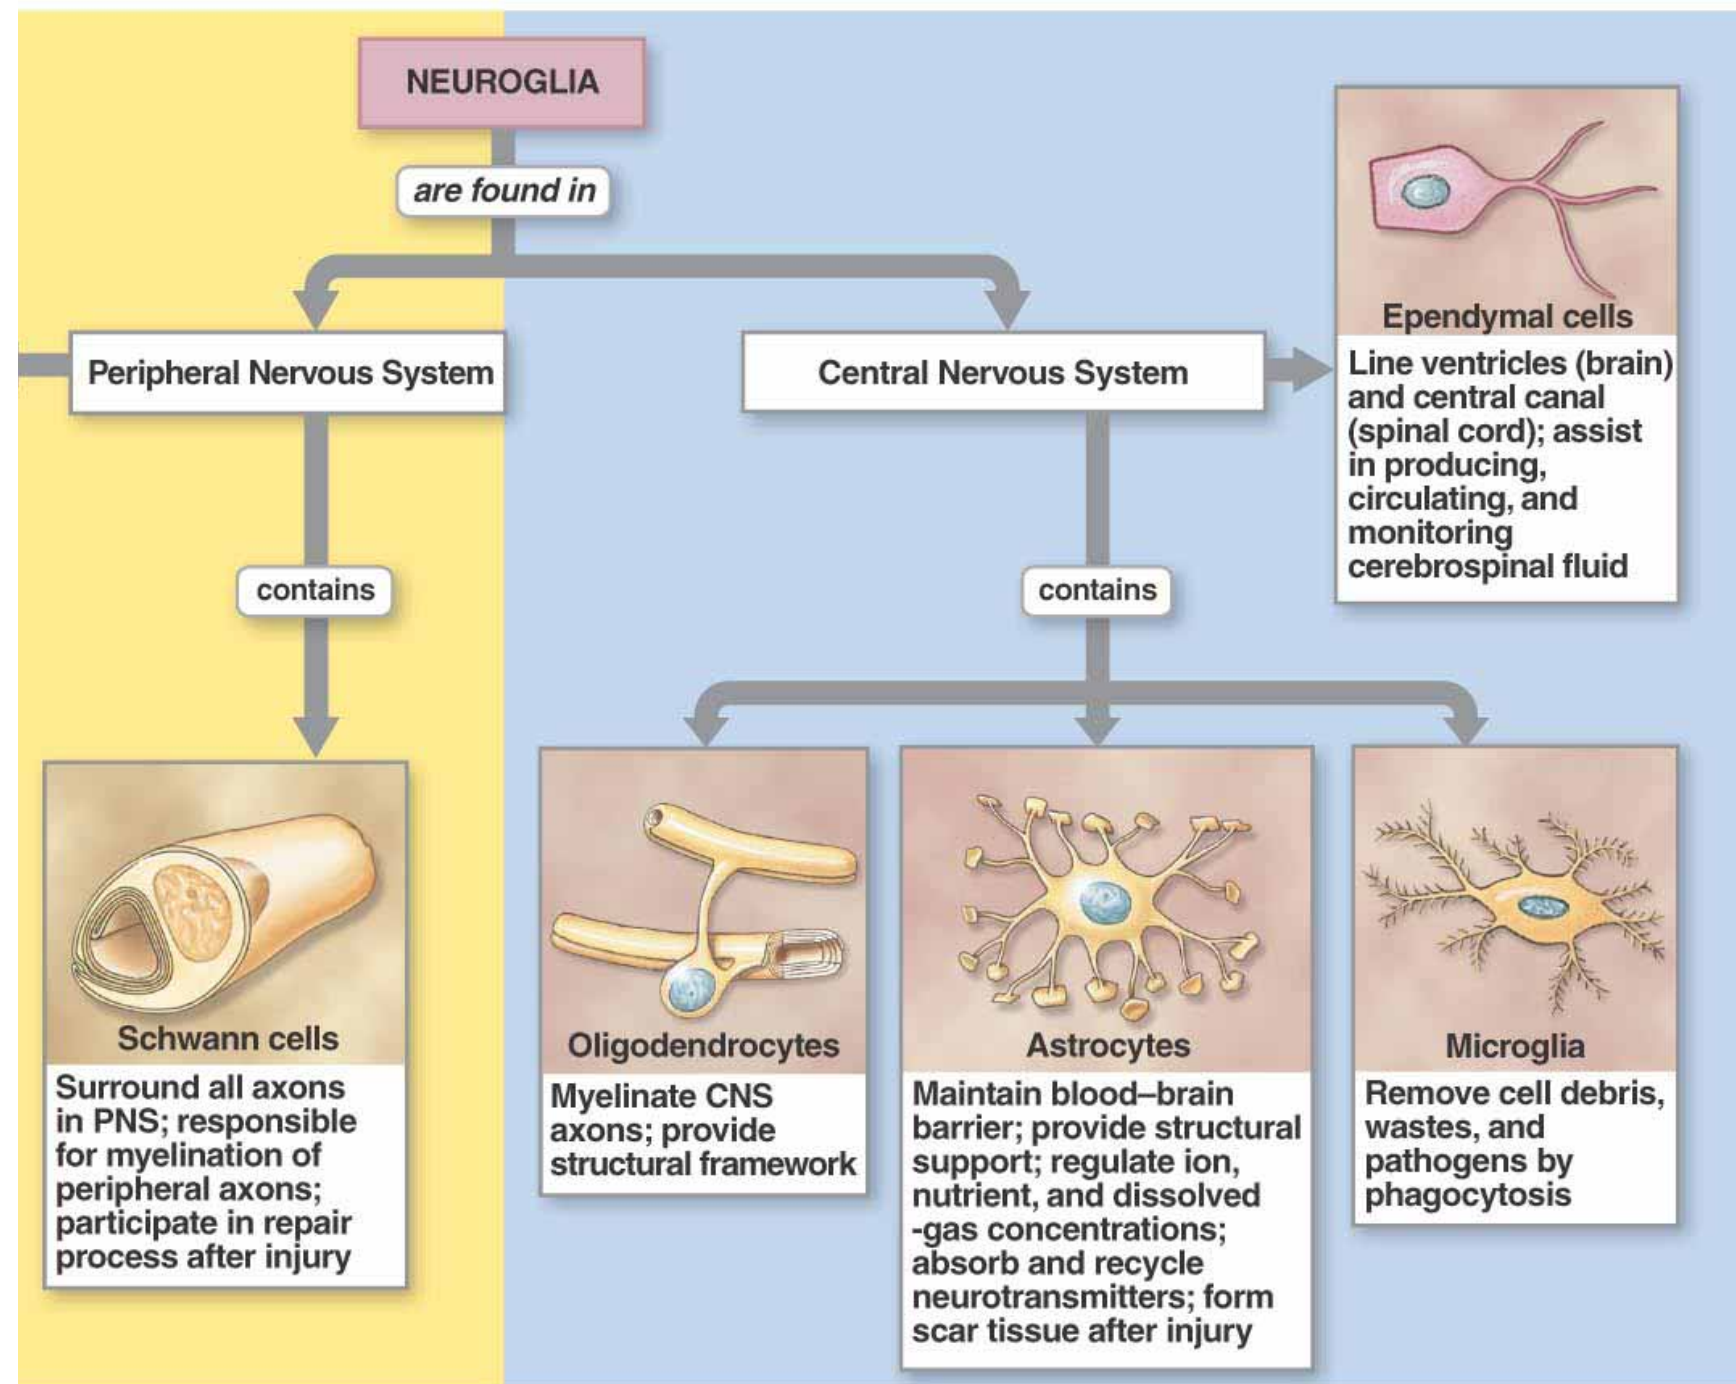 NEUROGLIA
are found in
Peripheral Nervous System
Central Nervous System
Ependymal cells
Line ventricles (brain)
and central canal
(spinal cord); assist
in producing,
circulating, and
monitoring
cerebrospinal fluid
contains
contains
Schwann cells
Surround all axons
in PNS; responsible
for myelination of
peripheral axons;
participate in repair
process after injury
Oligodendrocytes
Myelinate CNS
axons; provide
structural framework
Astrocytes
Maintain blood–brain
barrier; provide structural
support; regulate ion,
nutrient, and dissolved
-gas concentrations;
absorb and recycle
neurotransmitters; form
scar tissue after injury
Microglia
Remove cell debris,
wastes, and
pathogens by
phagocytosis